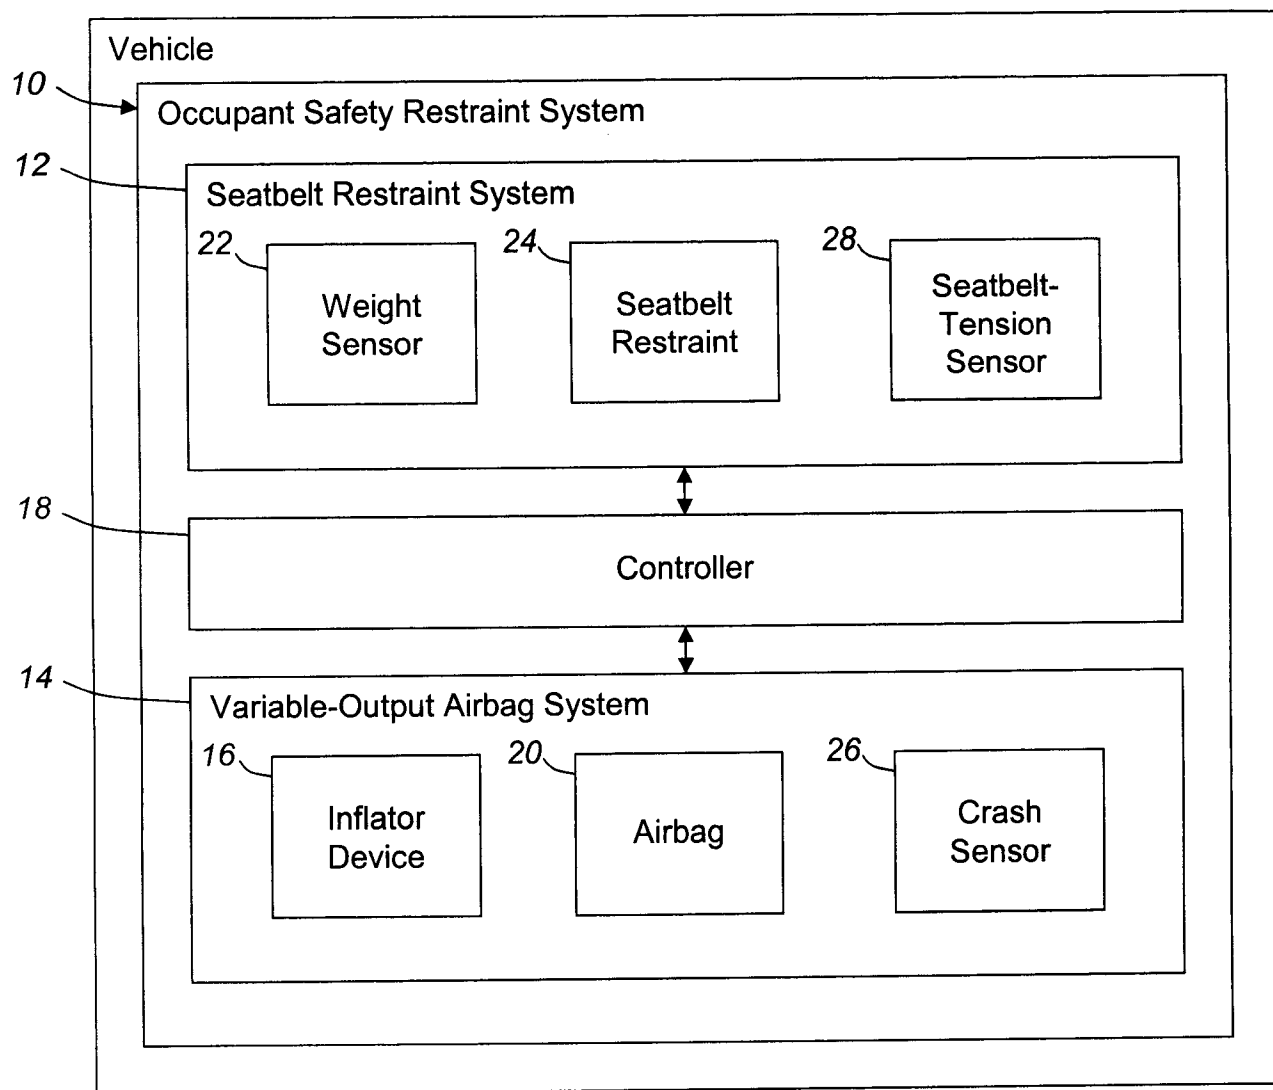 Vehicle
10
Occupant Safety Restraint System
12
Seatbelt Restraint System
22
Weight
Sensor
24
Seatbelt
Restraint
28
Seatbelt-
Tension
Sensor
18
Controller
14
Variable-Output Airbag System
16
Inflator
Device
20
Airbag
26
Crash
Sensor